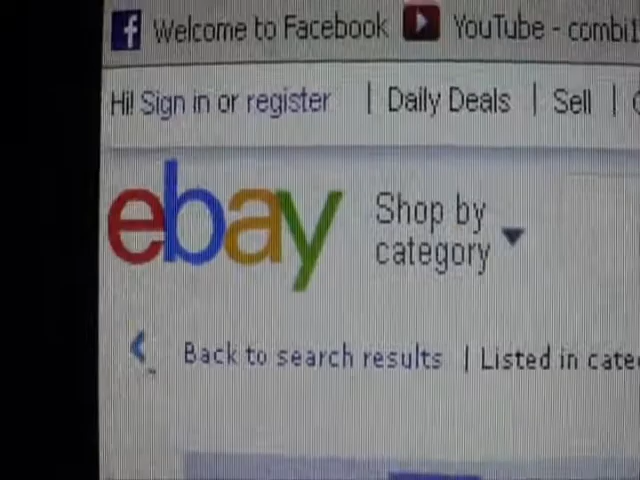 Welcome to Facebook YouTube - combi1
Hi! Sign in or register | Daily Deals | Sell |
ebay
Shop by
category
Back to search results | Listed in cate